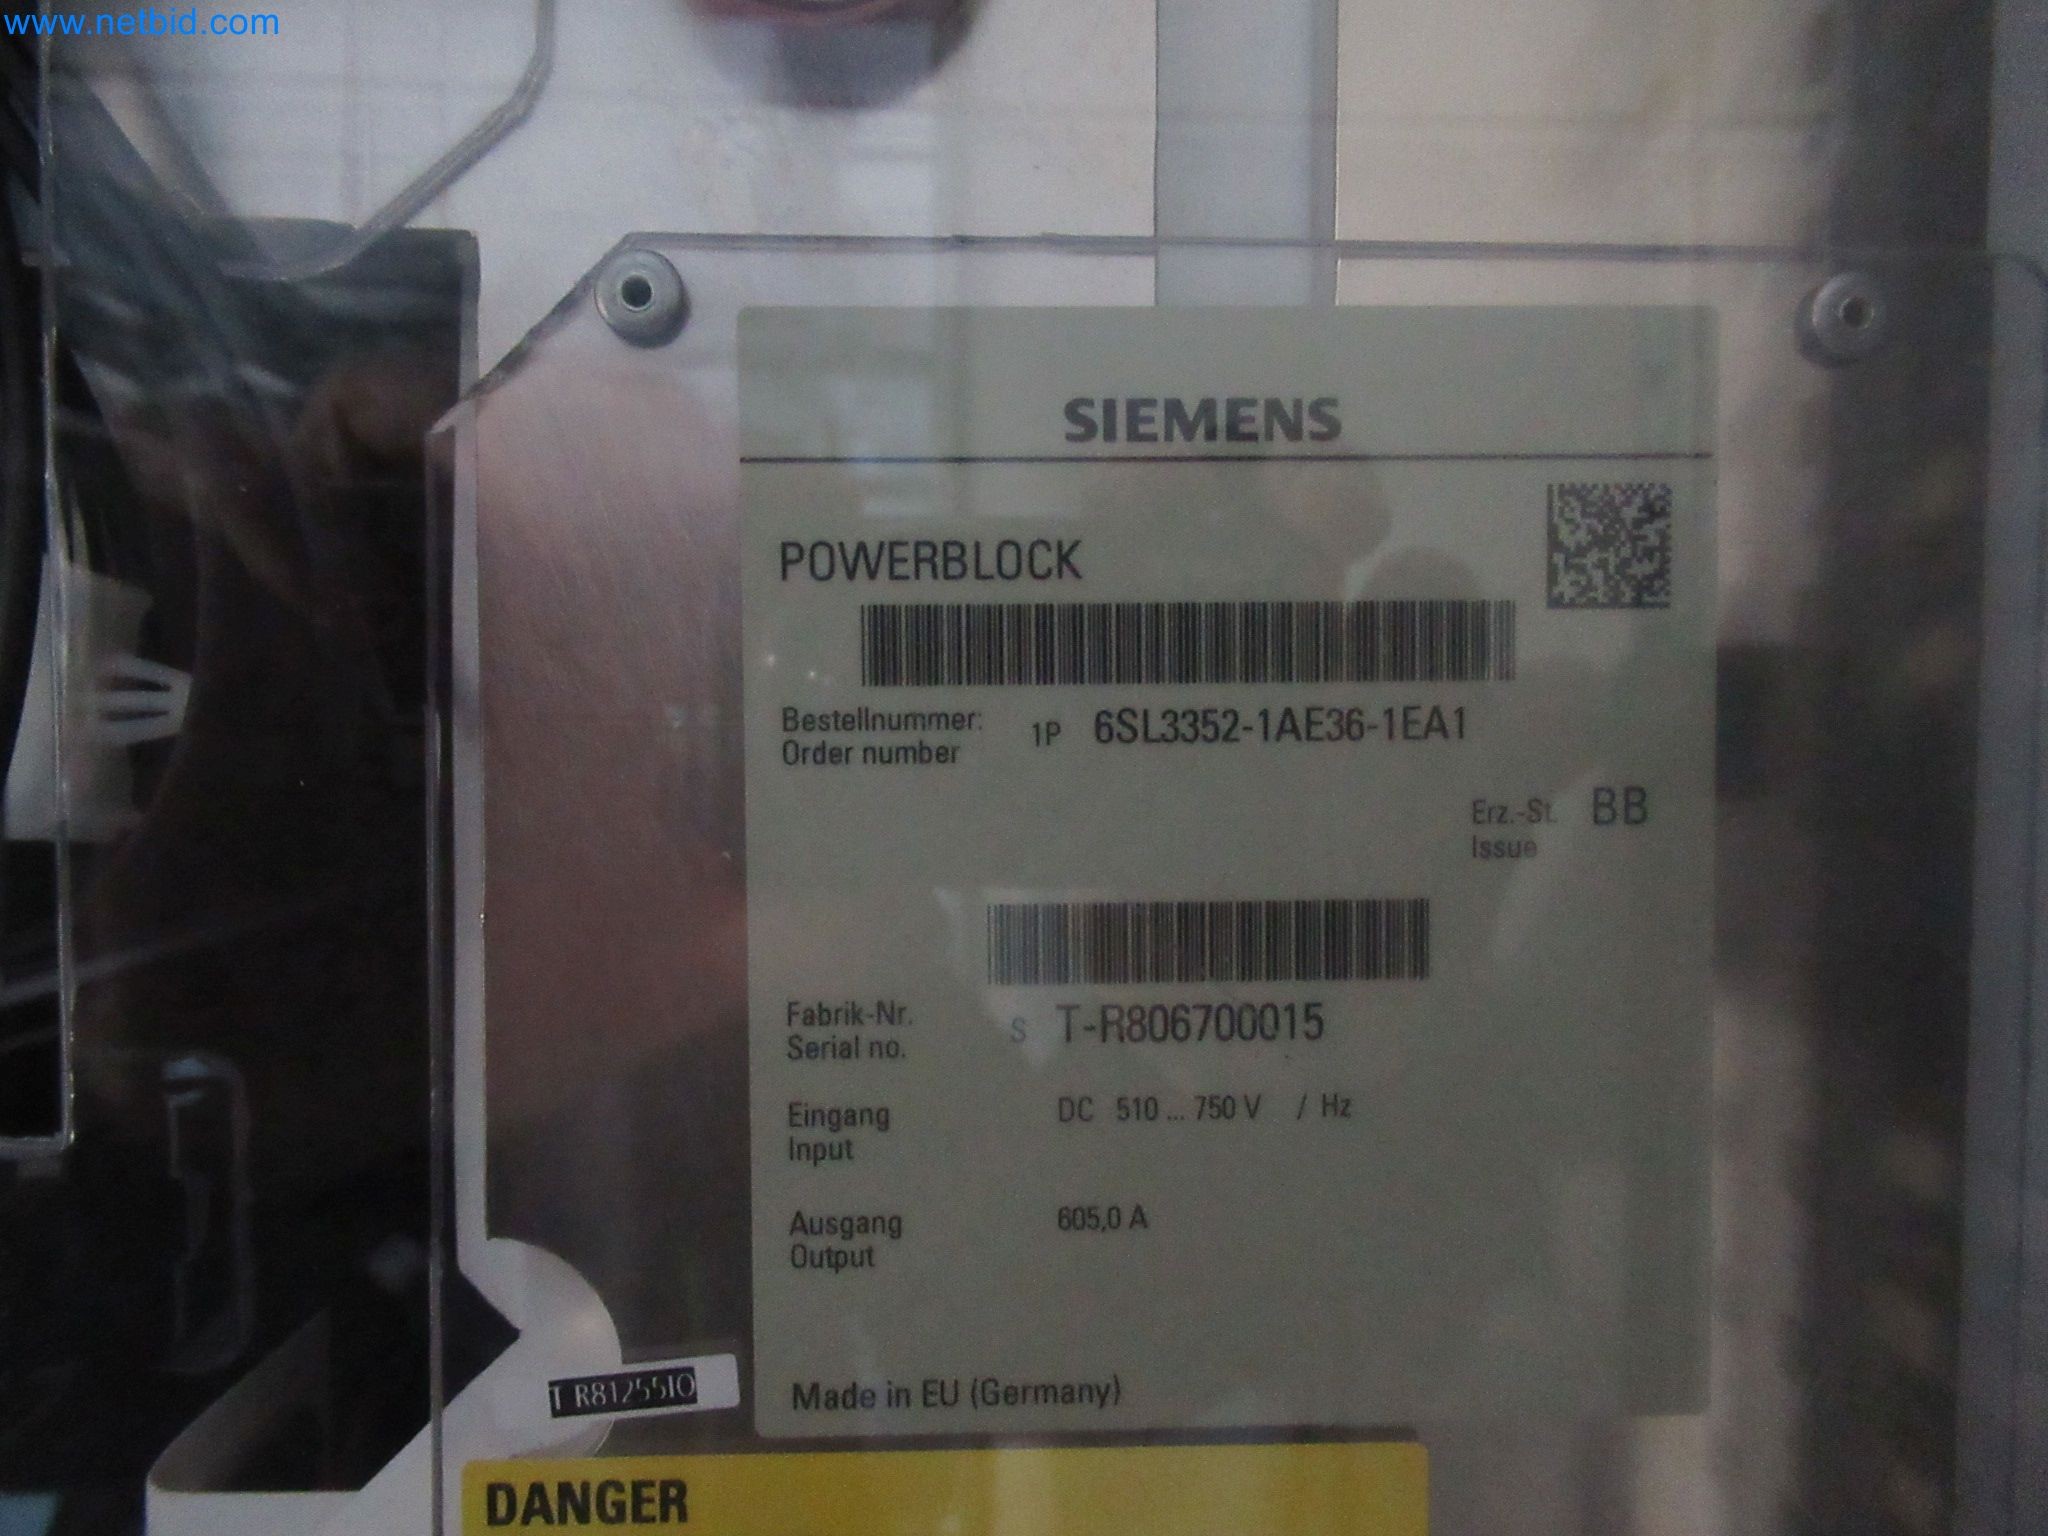 www.netbid.com
SIEMENS
POWERBLOCK
Bestellnummer: 1P 6SL3352-1AE36-1EA1
Order number
Erz.-St. BB
Issue
Fabrik-Nr. S T-R806700015
Serial no.
Eingang DC 510 ... 750 V / Hz
Input
Ausgang 605,0 A
Output
Made in EU (Germany)
T R8125510
DANGER